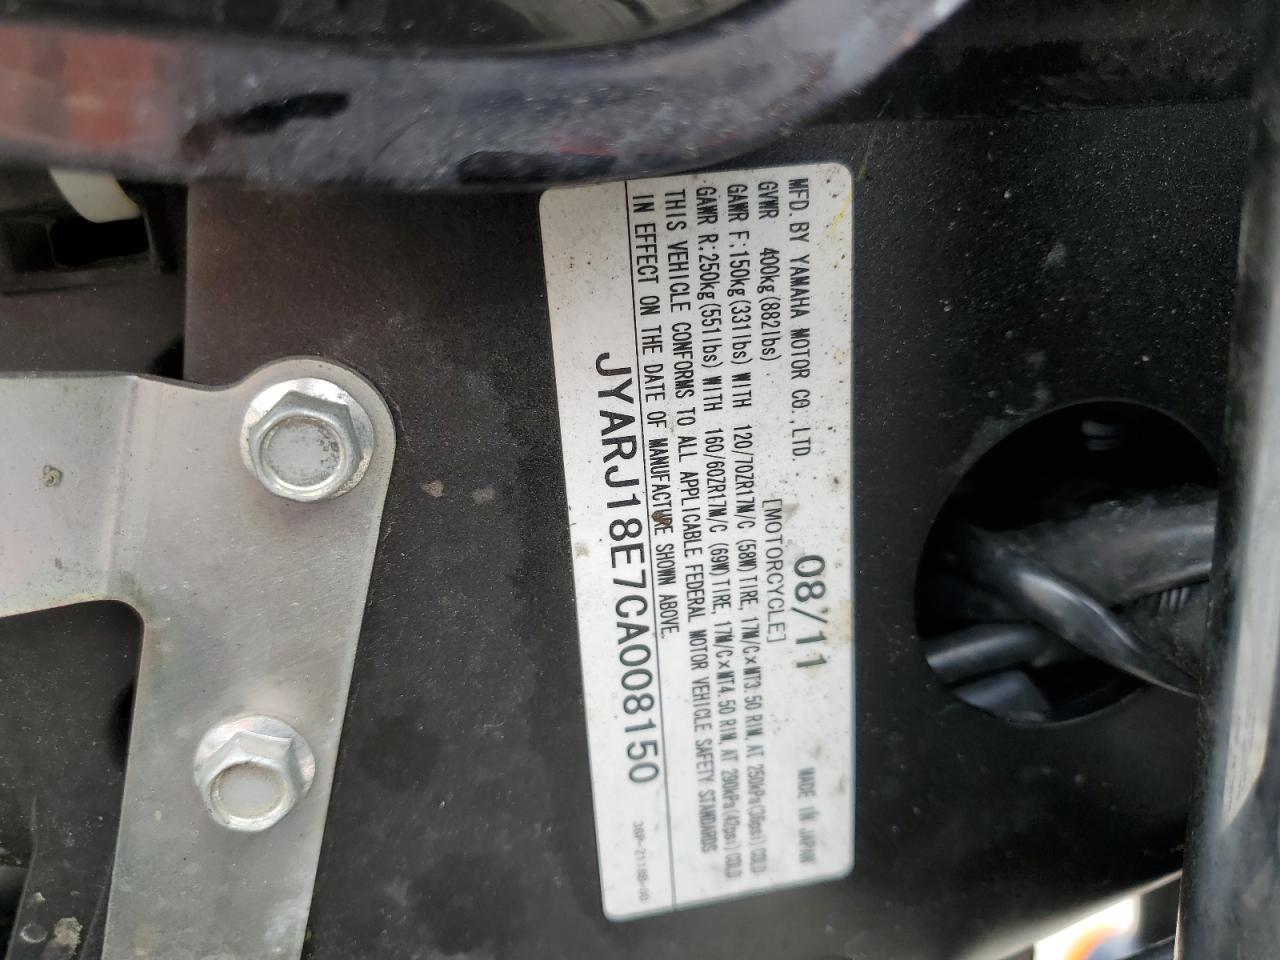 MFD. BY YAMAHA MOTOR CO.,LTD. 08/11 MADE IN JAPAN
GVWR 400kg(882lbs) [MOTORCYCLE]
GAWR F:150kg(331lbs) WITH 120/70ZR17M/C (58W) TIRE, 17M/C×MT3.50 RIM, AT 250kPa(36psi) COLD
GAWR R:250kg(551lbs) WITH 160/60ZR17M/C (69W) TIRE, 17M/C×MT4.50 RIM, AT 290kPa(42psi) COLD
THIS VEHICLE CONFORMS TO ALL APPLICABLE FEDERAL MOTOR VEHICLE SAFETY STANDARDS
IN EFFECT ON THE DATE OF MANUFACTURE SHOWN ABOVE.
JYARJ18E7CA008150
36P-21188-00